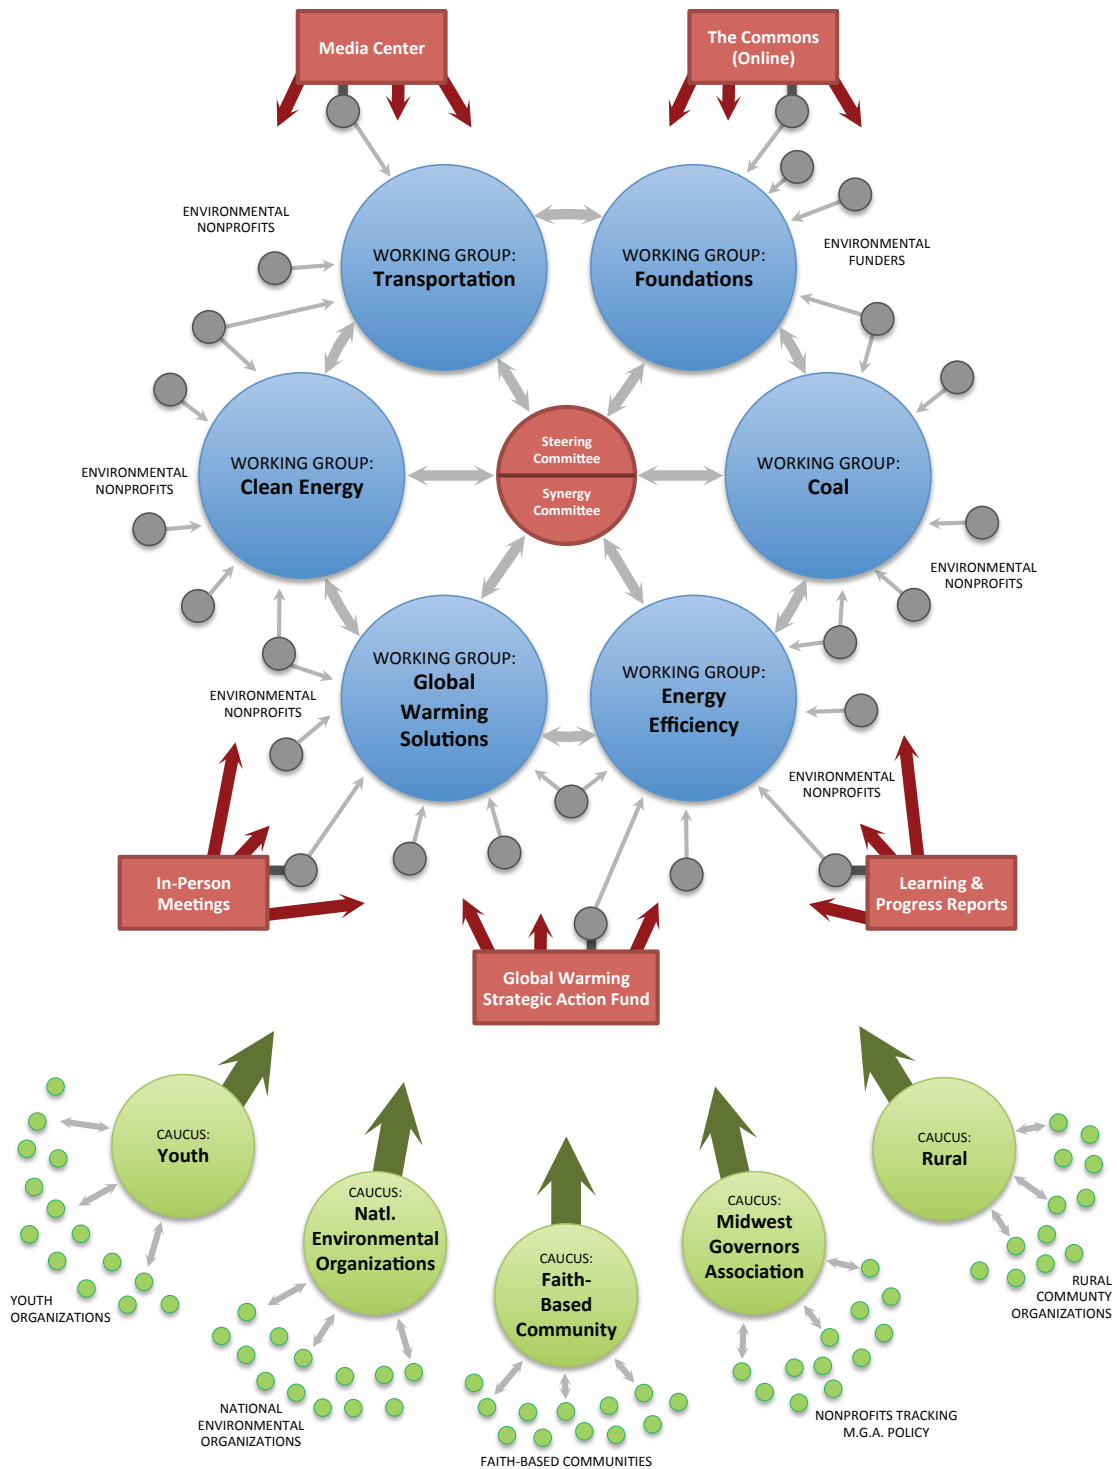 Media Center
The Commons
(Online)
ENVIRONMENTAL
NONPROFITS
WORKING GROUP:
Transportation
WORKING GROUP:
Foundations
ENVIRONMENTAL
FUNDERS
Steering
Committee
Synergy
Committee
WORKING GROUP:
Clean Energy
WORKING GROUP:
Coal
ENVIRONMENTAL
NONPROFITS
ENVIRONMENTAL
NONPROFITS
WORKING GROUP:
Global
Warming
Solutions
WORKING GROUP:
Energy
Efficiency
ENVIRONMENTAL
NONPROFITS
ENVIRONMENTAL
NONPROFITS
In-Person
Meetings
Learning &
Progress Reports
Global Warming
Strategic Action Fund
CAUCUS:
Youth
CAUCUS:
Natl.
Environmental
Organizations
CAUCUS:
Faith-
Based
Community
CAUCUS:
Midwest
Governors
Association
CAUCUS:
Rural
YOUTH
ORGANIZATIONS
RURAL
COMMUNTY
ORGANIZATIONS
NATIONAL
ENVIRONMENTAL
ORGANIZATIONS
NONPROFITS TRACKING
M.G.A. POLICY
FAITH-BASED COMMUNITIES